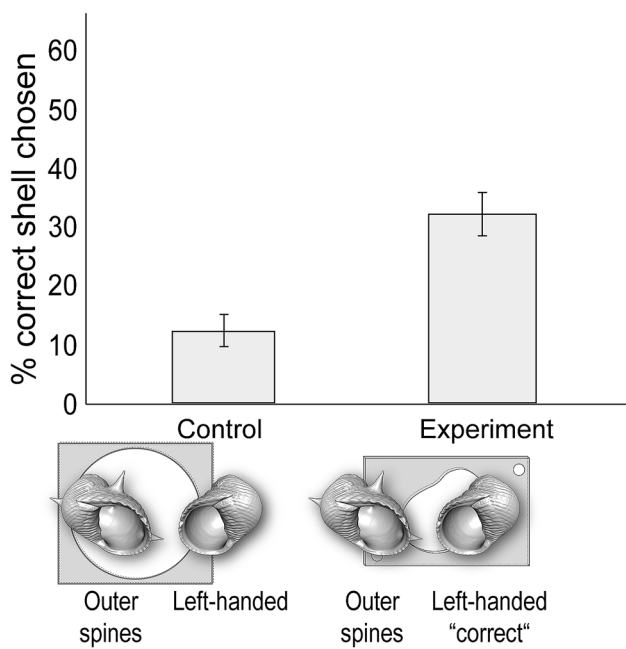 % correct shell chosen
60
50
40
30
20
10
0
Control
Experiment
Outer
spines
Left-handed
Outer
spines
Left-handed
“correct“